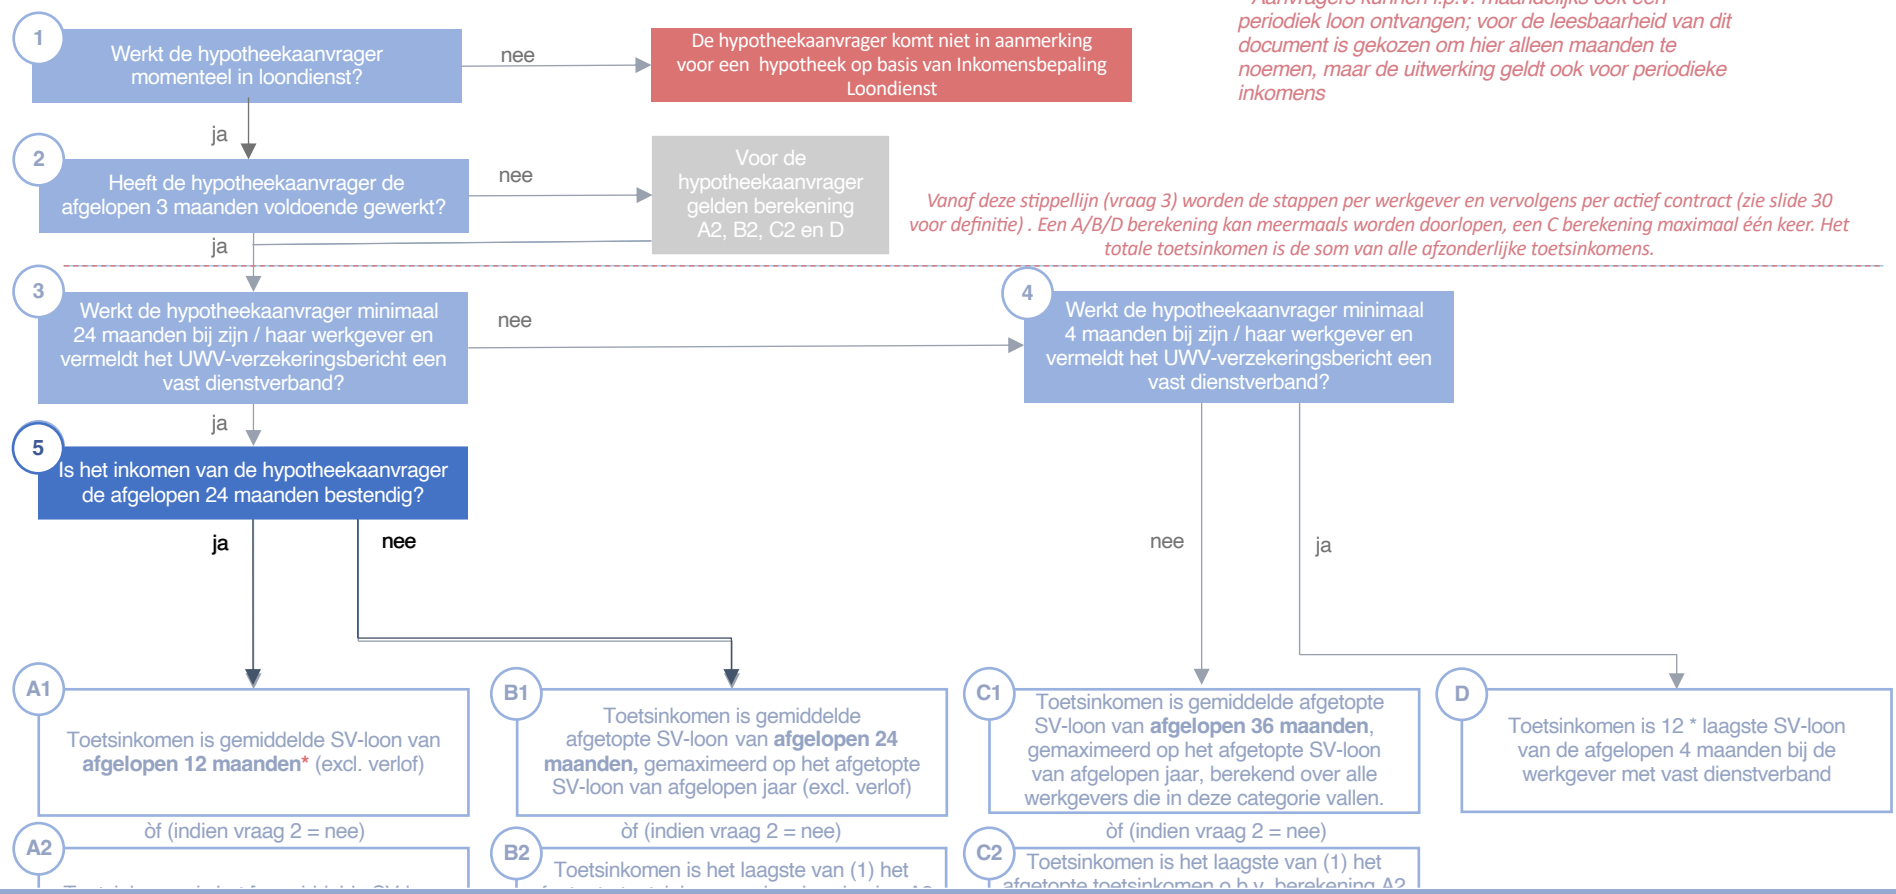 * Aanvragers kunnen i.p.v. maandelijks ook een
periodiek loon ontvangen; voor de leesbaarheid van dit
document is gekozen om hier alleen maanden te
noemen, maar de uitwerking geldt ook voor periodieke
inkomens
1
Werkt de hypotheekaanvrager
momenteel in loondienst?
nee
De hypotheekaanvrager komt niet in aanmerking
voor een hypotheek op basis van Inkomensbepaling
Loondienst
ja
2
Heeft de hypotheekaanvrager de
afgelopen 3 maanden voldoende gewerkt?
nee
Voor de
hypotheekaanvrager
gelden berekening
A2, B2, C2 en D
ja
Vanaf deze stippellijn (vraag 3) worden de stappen per werkgever en vervolgens per actief contract (zie slide 30
voor definitie) . Een A/B/D berekening kan meermaals worden doorlopen, een C berekening maximaal één keer. Het
totale toetsinkomen is de som van alle afzonderlijke toetsinkomens.
3
Werkt de hypotheekaanvrager minimaal
24 maanden bij zijn / haar werkgever en
vermeldt het UWV-verzekeringsbericht een
vast dienstverband?
nee
4
Werkt de hypotheekaanvrager minimaal
4 maanden bij zijn / haar werkgever en
vermeldt het UWV-verzekeringsbericht een
vast dienstverband?
ja
5
Is het inkomen van de hypotheekaanvrager
de afgelopen 24 maanden bestendig?
ja
nee
nee
ja
A1
Toetsinkomen is gemiddelde SV-loon van
afgelopen 12 maanden* (excl. verlof)
B1
Toetsinkomen is gemiddelde
afgetopte SV-loon van afgelopen 24
maanden, gemaximeerd op het afgetopte
SV-loon van afgelopen jaar (excl. verlof)
C1
Toetsinkomen is gemiddelde afgetopte
SV-loon van afgelopen 36 maanden,
gemaximeerd op het afgetopte SV-loon
van afgelopen jaar, berekend over alle
werkgevers die in deze categorie vallen.
D
Toetsinkomen is 12 * laagste SV-loon
van de afgelopen 4 maanden bij de
werkgever met vast dienstverband
òf (indien vraag 2 = nee)
òf (indien vraag 2 = nee)
òf (indien vraag 2 = nee)
A2
B2
Toetsinkomen is het laagste van (1) het
C2
Toetsinkomen is het laagste van (1) het
afgetopte toetsinkomen o.b.v. berekening A2